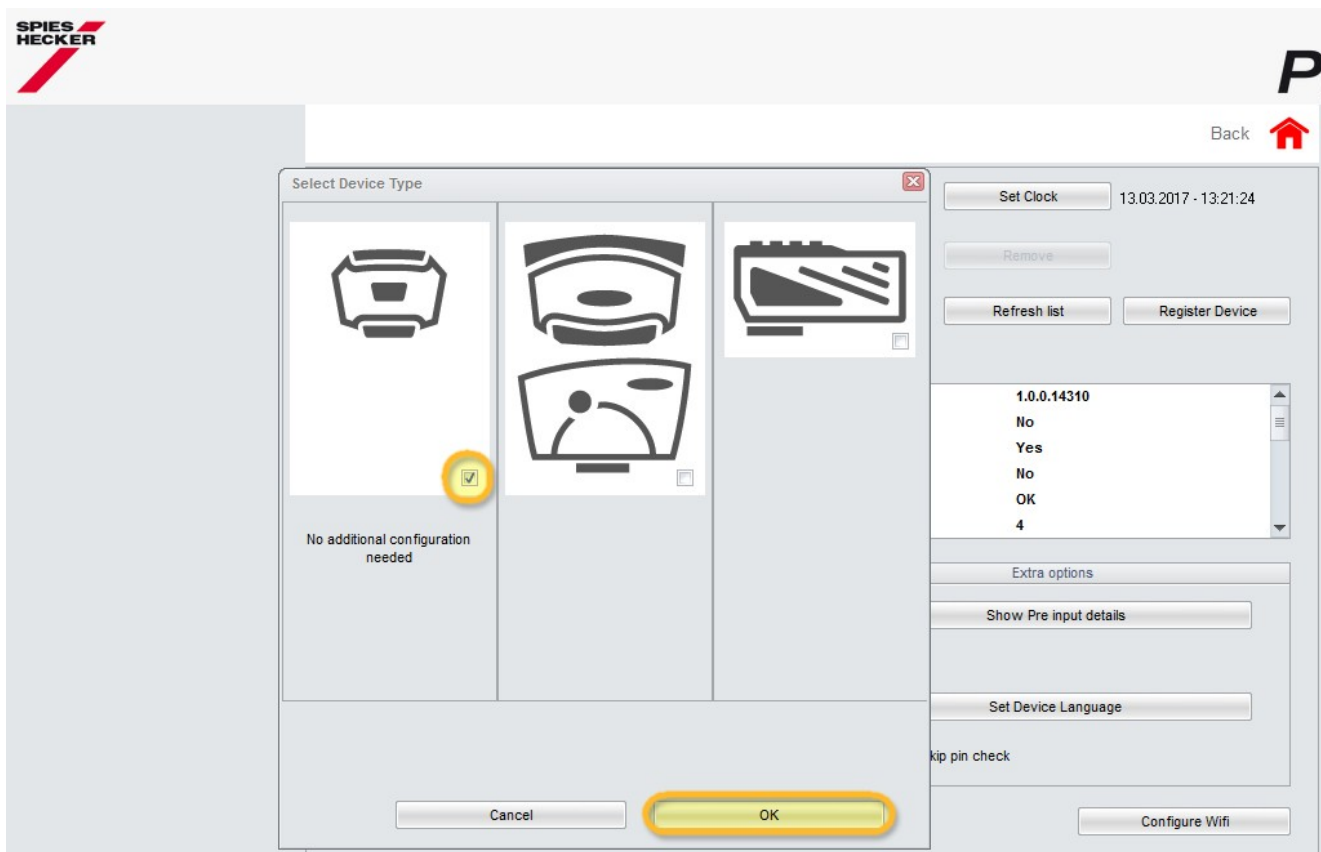 SPIES
HECKER
P
Back
Select Device Type
Set Clock
13.03.2017 - 13:21:24
Remove
Refresh list
Register Device
1.0.0.14310
No
Yes
No
OK
4
No additional configuration
needed
Extra options
Show Pre input details
Set Device Language
kip pin check
Cancel
OK
Configure Wifi